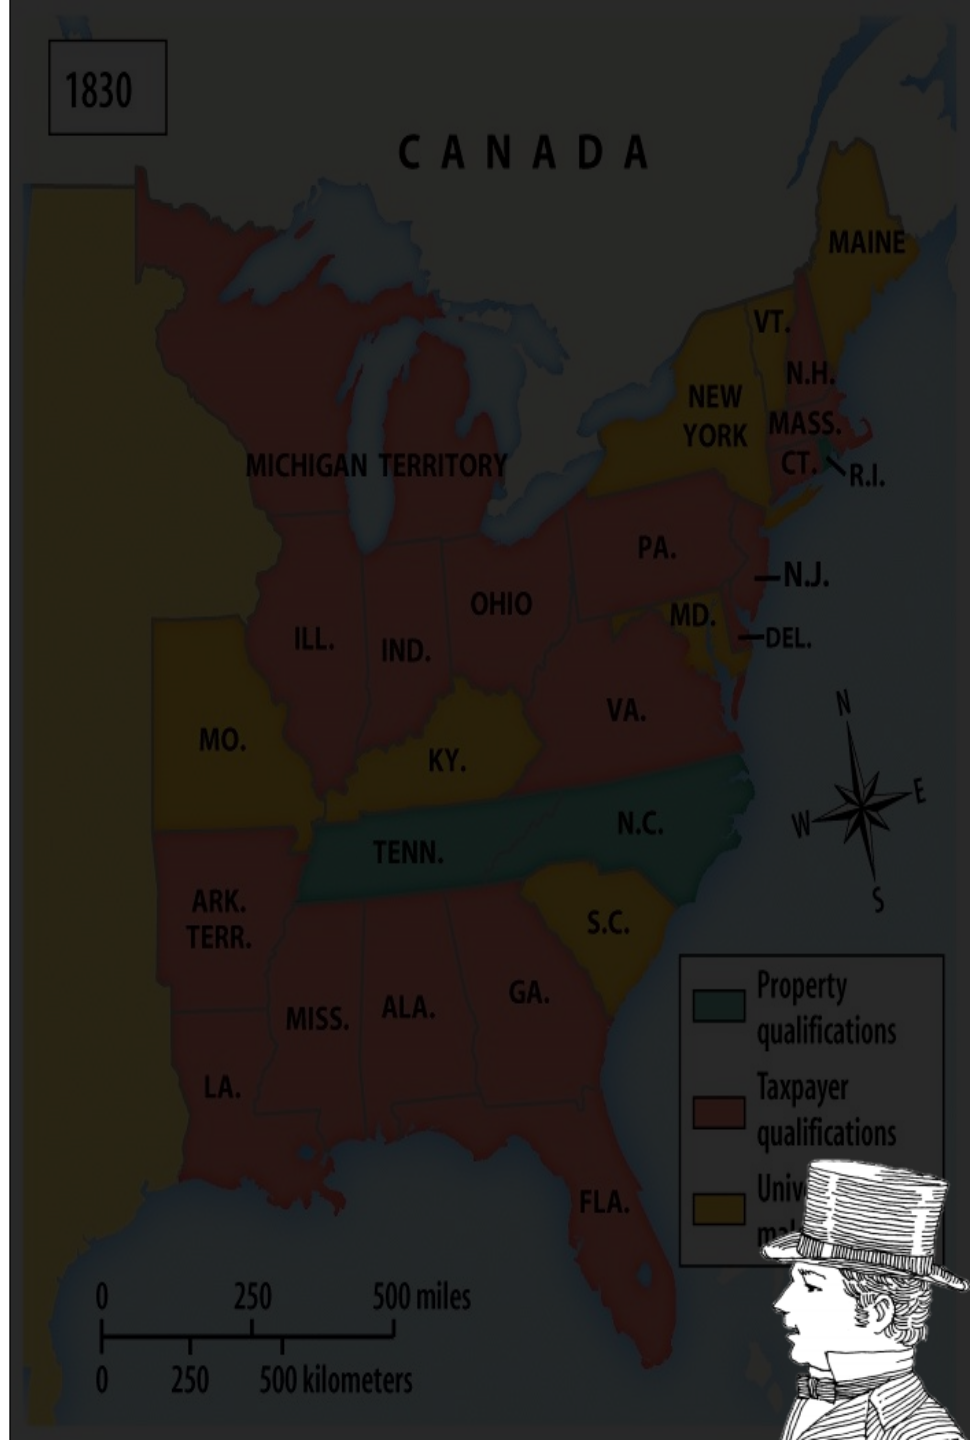 1830
CANADA
MAINE
VT.
N.H.
NEW
YORK
MASS.
CT.
R.I.
MICHIGAN TERRITORY
PA.
N.J.
OHIO
MD.
DEL.
ILL.
IND.
VA.
MO.
KY.
N
W
E
S
N.C.
TENN.
ARK.
TERR.
S.C.
GA.
ALA.
MISS.
LA.
FLA.
Property
qualifications
Taxpayer
qualifications
0 250 500 miles
0 250 500 kilometers